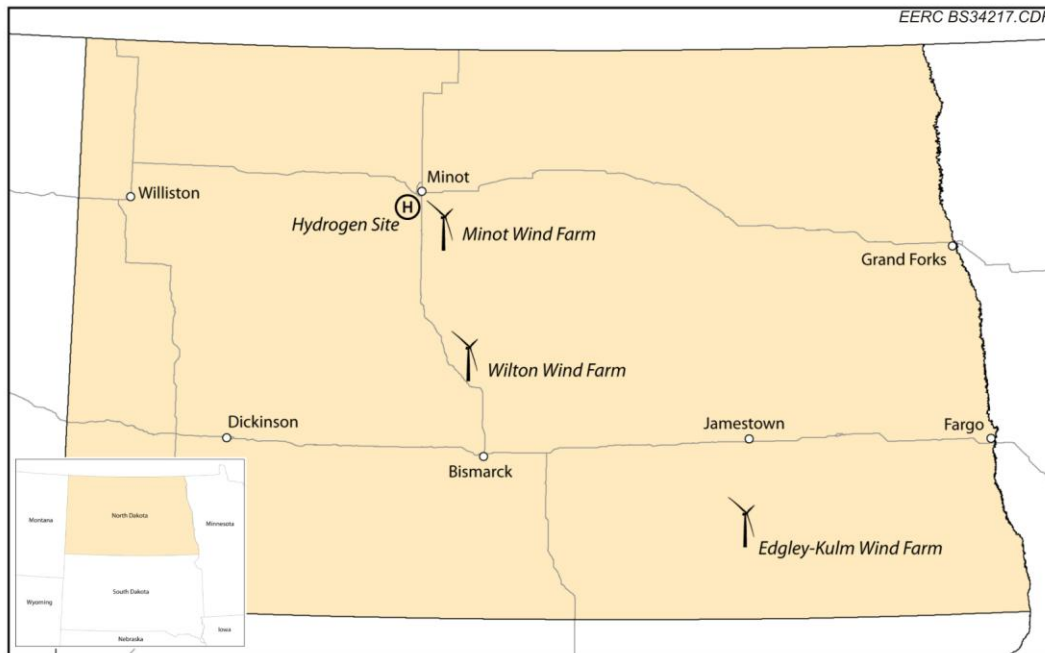 EERC BS34217.CDR
Minot
Williston
Hydrogen Site
H
Minot Wind Farm
Grand Forks
Wilton Wind Farm
Dickinson
Jamestown
Fargo
Bismarck
Edgley-Kulm Wind Farm
Montana
North Dakota
Minnesota
South Dakota
Wyoming
Iowa
Nebraska